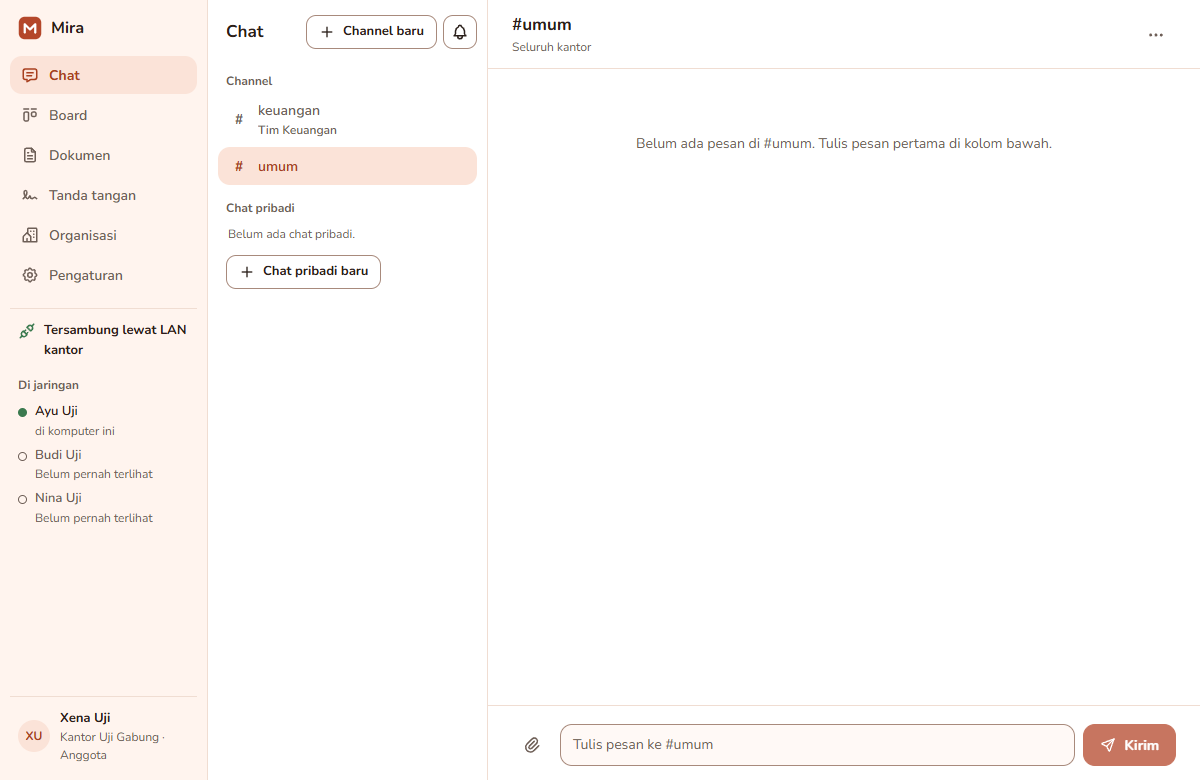 Mira
Chat
Board
Dokumen
Tanda tangan
Organisasi
Pengaturan
Tersambung lewat LAN
kantor
Di jaringan
Ayu Uji
di komputer ini
Budi Uji
Belum pernah terlihat
Nina Uji
Belum pernah terlihat
XU
Xena Uji
Kantor Uji Gabung ·
Anggota
Chat
Channel baru
Channel
# keuangan
Tim Keuangan
# umum
Chat pribadi
Belum ada chat pribadi.
Chat pribadi baru
#umum
Seluruh kantor
Belum ada pesan di #umum. Tulis pesan pertama di kolom bawah.
Tulis pesan ke #umum
Kirim